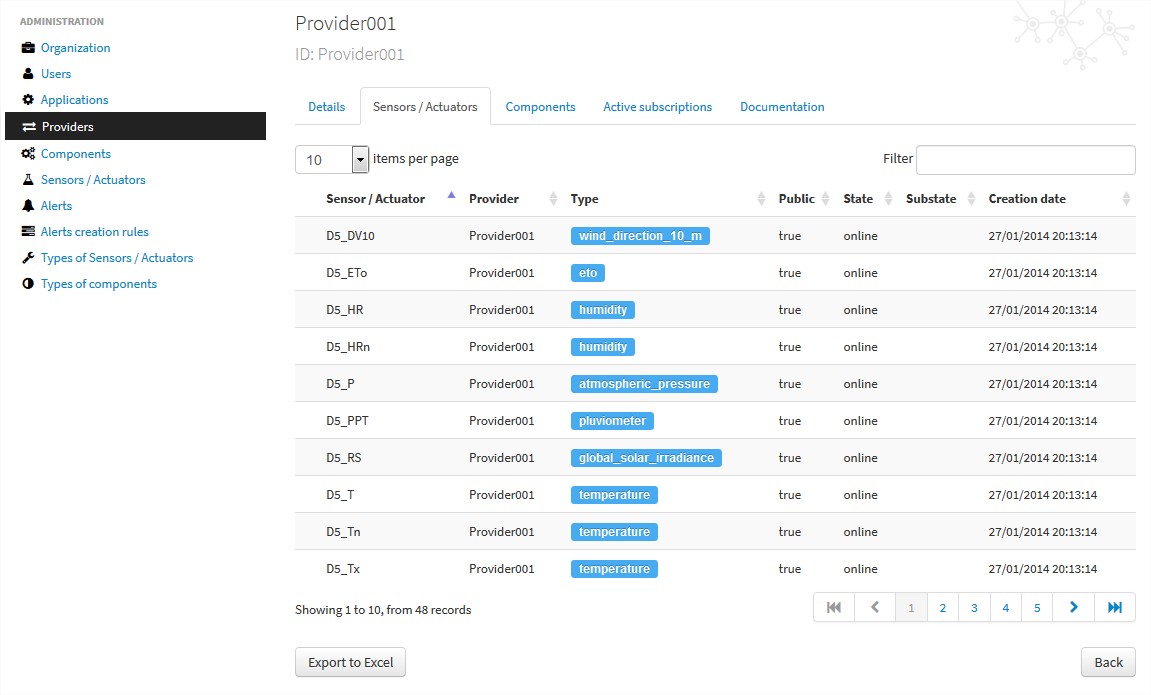 ADMINISTRATION
Organization
Users
Applications
Providers
Components
Sensors / Actuators
Alerts
Alerts creation rules
Types of Sensors / Actuators
Types of components
Provider001
ID: Provider001
Details Sensors / Actuators Components Active subscriptions Documentation
10 items per page Filter
Sensor / Actuator Provider Type Public State Substate Creation date
D5_DV10 Provider001 wind_direction_10_m true online 27/01/2014 20:13:14
D5_ETo Provider001 eto true online 27/01/2014 20:13:14
D5_HR Provider001 humidity true online 27/01/2014 20:13:14
D5_HRn Provider001 humidity true online 27/01/2014 20:13:14
D5_P Provider001 atmospheric_pressure true online 27/01/2014 20:13:14
D5_PPT Provider001 pluviometer true online 27/01/2014 20:13:14
D5_RS Provider001 global_solar_irradiance true online 27/01/2014 20:13:14
D5_T Provider001 temperature true online 27/01/2014 20:13:14
D5_Tn Provider001 temperature true online 27/01/2014 20:13:14
D5_Tx Provider001 temperature true online 27/01/2014 20:13:14
Showing 1 to 10, from 48 records 1 2 3 4 5
Export to Excel Back